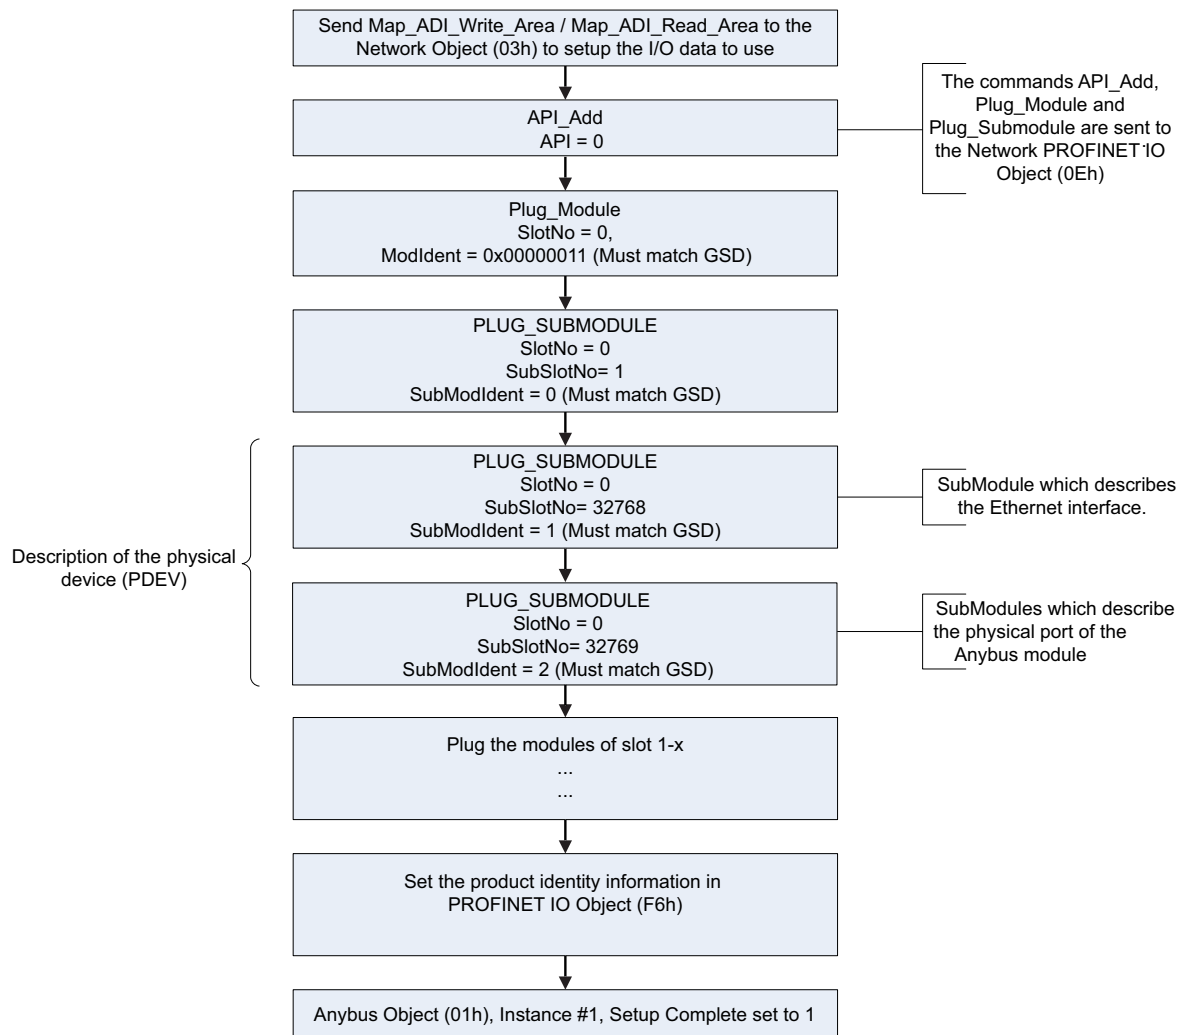 Send Map_ADI_Write_Area / Map_ADI_Read_Area to the
Network Object (03h) to setup the I/O data to use
API_Add
API = 0
The commands API_Add,
Plug_Module and
Plug_Submodule are sent to
the Network PROFINET IO
Object (0Eh)
Plug_Module
SlotNo = 0,
ModIdent = 0x00000011 (Must match GSD)
PLUG_SUBMODULE
SlotNo = 0
SubSlotNo= 1
SubModIdent = 0 (Must match GSD)
PLUG_SUBMODULE
SlotNo = 0
SubSlotNo= 32768
SubModIdent = 1 (Must match GSD)
SubModule which describes
the Ethernet interface.
Description of the physical
device (PDEV)
PLUG_SUBMODULE
SlotNo = 0
SubSlotNo= 32769
SubModIdent = 2 (Must match GSD)
SubModules which describe
the physical port of the
Anybus module
Plug the modules of slot 1-x
...
...
Set the product identity information in
PROFINET IO Object (F6h)
Anybus Object (01h), Instance #1, Setup Complete set to 1